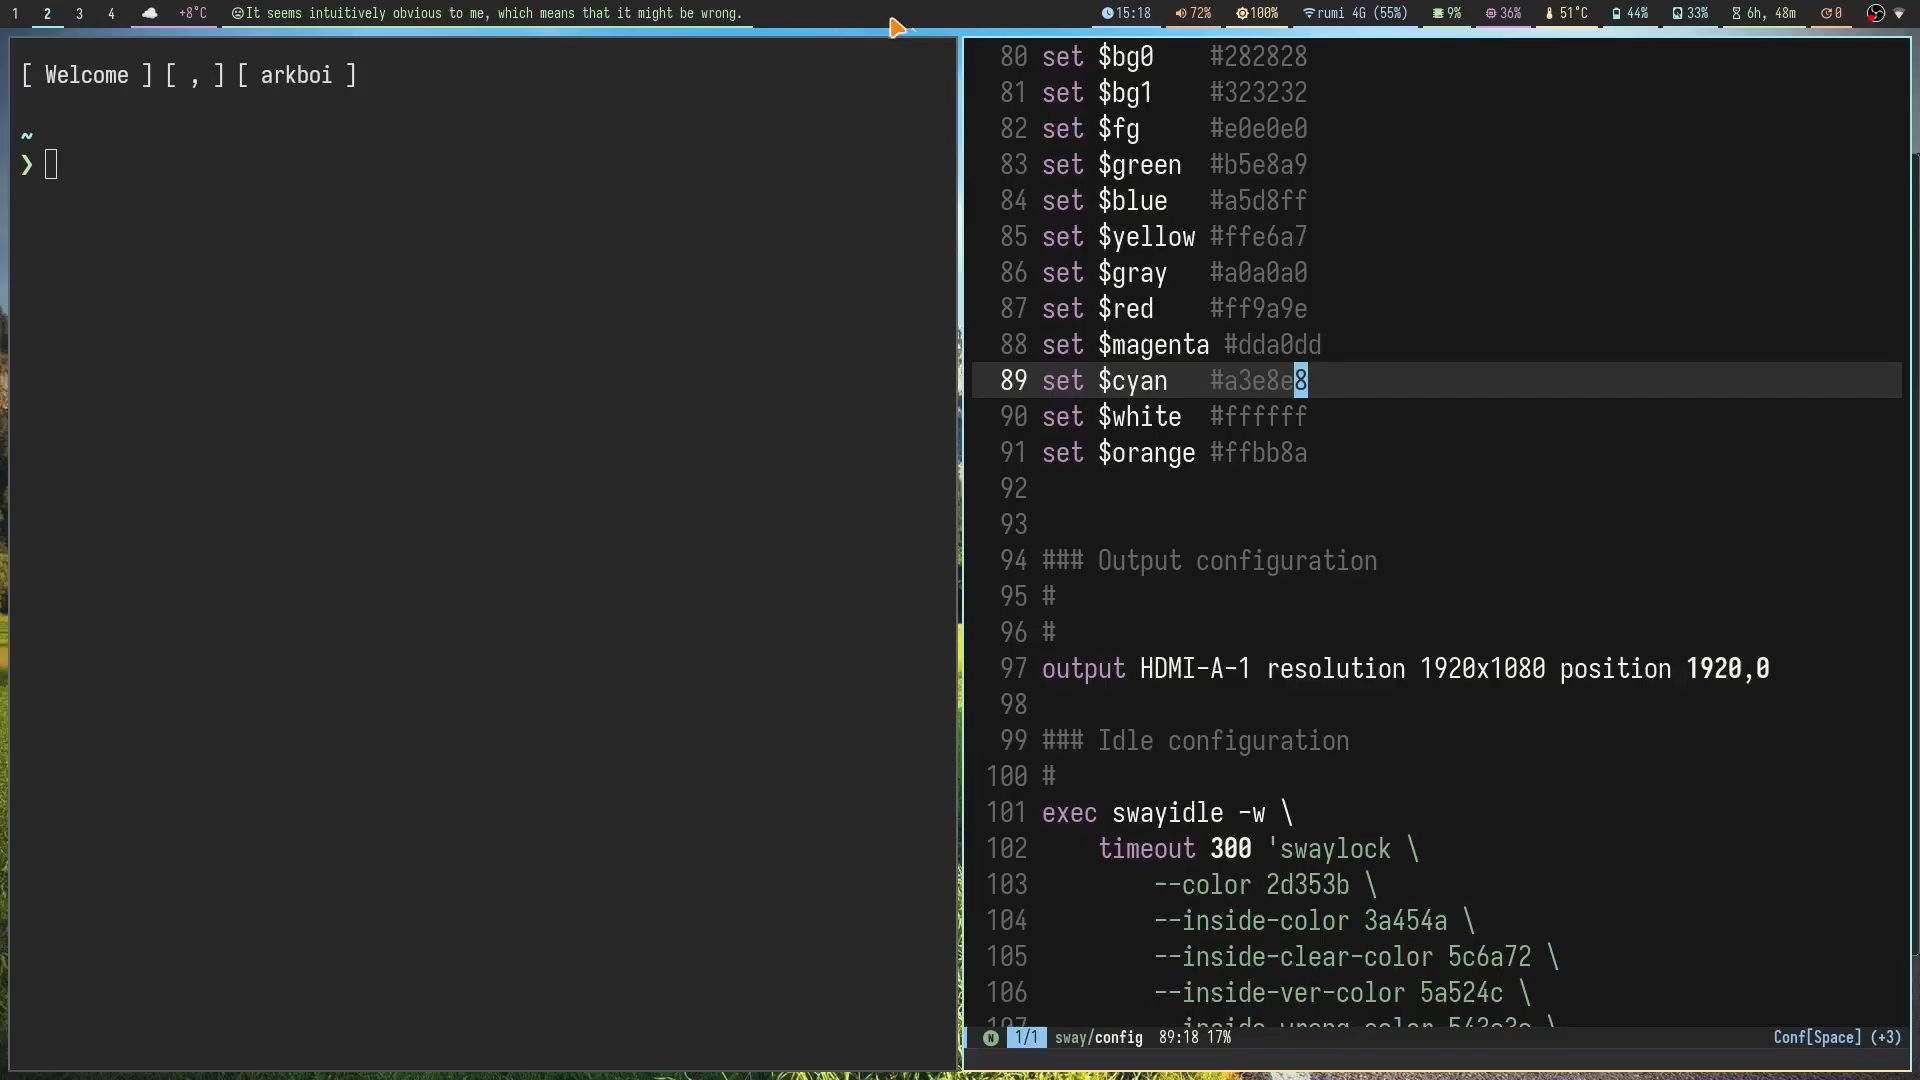 1 2 3 4 +8°C It seems intuitively obvious to me, which means that it might be wrong. 15:18 72% 100% rumi 4G (55%) 9% 36% 51°C 44% 33% 6h, 48m 0
[ Welcome ] [ , ] [ arkboi ]
~
❯
80 set $bg0 #282828
81 set $bg1 #323232
82 set $fg #e0e0e0
83 set $green #b5e8a9
84 set $blue #a5d8ff
85 set $yellow #ffe6a7
86 set $gray #a0a0a0
87 set $red #ff9a9e
88 set $magenta #dda0dd
89 set $cyan #a3e8e8
90 set $white #ffffff
91 set $orange #ffbb8a
92
93
94 ### Output configuration
95 #
96 #
97 output HDMI-A-1 resolution 1920x1080 position 1920,0
98
99 ### Idle configuration
100 #
101 exec swayidle -w \
102 timeout 300 'swaylock \
103 --color 2d353b \
104 --inside-color 3a454a \
105 --inside-clear-color 5c6a72 \
106 --inside-ver-color 5a524c \
107 --inside-wrong-color \
N 1/1 sway/config 89:18 17% Conf[Space] (+3)